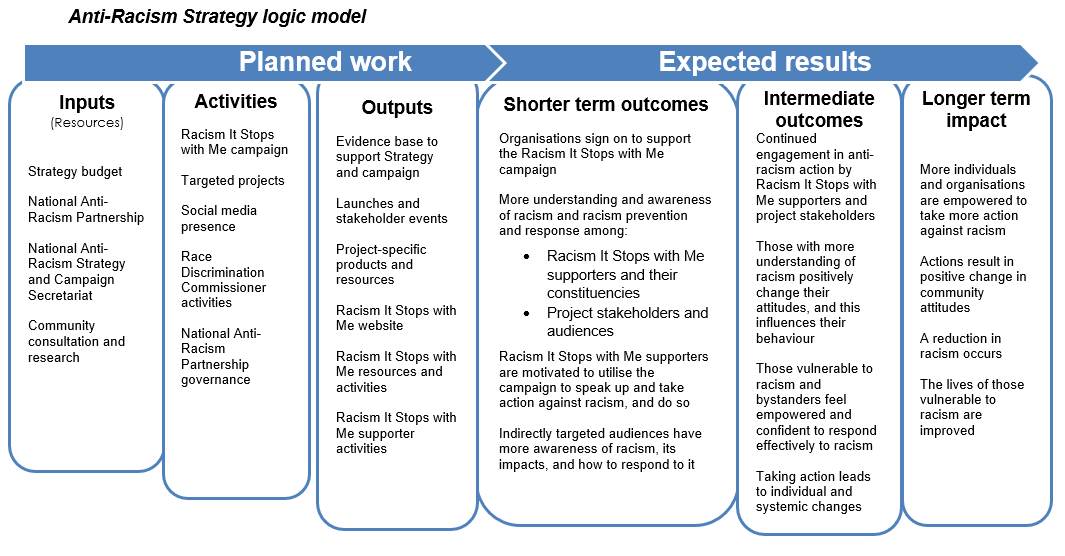 Anti-Racism Strategy logic model
Planned work
Expected results
Inputs
(Resources)
Strategy budget
National Anti-
Racism Partnership
National Anti-
Racism Strategy
and Campaign
Secretariat
Community
consultation and
research
Activities
Racism It Stops
with Me campaign
Targeted projects
Social media
presence
Race
Discrimination
Commissioner
activities
National Anti-
Racism
Partnership
governance
Outputs
Evidence base to
support Strategy
and campaign
Launches and
stakeholder events
Project-specific
products and
resources
Racism It Stops with
Me website
Racism It Stops with
Me resources and
activities
Racism It Stops with
Me supporter
activities
Shorter term outcomes
Organisations sign on to support
the Racism It Stops with Me
campaign
More understanding and awareness
of racism and racism prevention
and response among:
• Racism It Stops with Me
supporters and their
constituencies
• Project stakeholders and
audiences
Racism It Stops with Me supporters
are motivated to utilise the
campaign to speak up and take
action against racism, and do so
Indirectly targeted audiences have
more awareness of racism, its
impacts, and how to respond to it
Intermediate
outcomes
Continued
engagement in anti-
racism action by
Racism It Stops with
Me supporters and
project stakeholders
Those with more
understanding of
racism positively
change their
attitudes, and this
influences their
behaviour
Those vulnerable to
racism and
bystanders feel
empowered and
confident to respond
effectively to racism
Taking action leads
to individual and
systemic changes
Longer term
impact
More individuals
and organisations
are empowered to
take more action
against racism
Actions result in
positive change in
community
attitudes
A reduction in
racism occurs
The lives of those
vulnerable to
racism are
improved